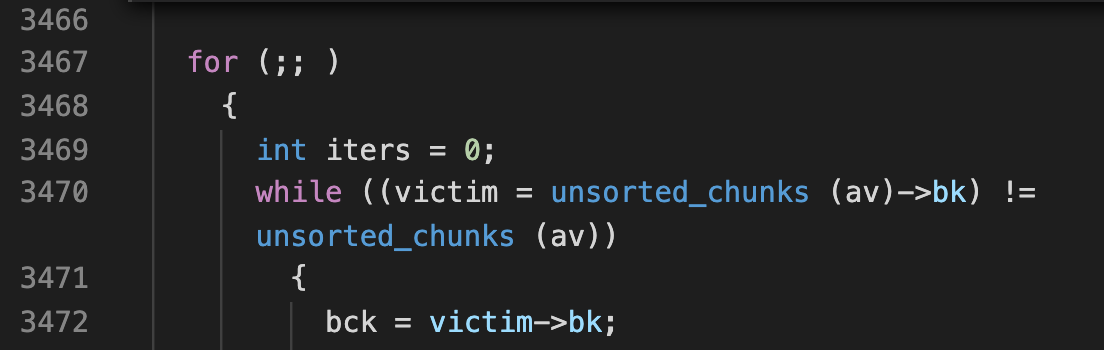 3466
3467 for (;; )
3468 {
3469 int iters = 0;
3470 while ((victim = unsorted_chunks (av)->bk) !=
unsorted_chunks (av))
3471 {
3472 bck = victim->bk;